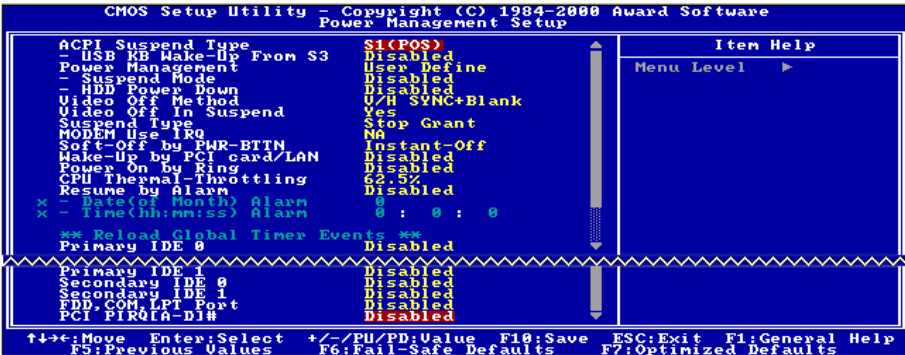 CMOS Setup Utility – Copyright (C) 1984-2000 Award Software
Power Management Setup
ACPI Suspend Type S1(POS)
- USB KB Wake-Up From S3 Disabled
Power Management User Define
- Suspend Mode Disabled
- HDD Power Down Disabled
Video Off Method V/H SYNC+Blank
Video Off In Suspend Yes
Suspend Type Stop Grant
MODEM Use IRQ NA
Soft-Off by PWR-BTTN Instant-Off
Wake-Up by PCI card/LAN Disabled
Power On by Ring Disabled
CPU Thermal-Throttling 62.5%
Resume by Alarm Disabled
x - Date(of Month) Alarm 0
x - Time(hh:mm:ss) Alarm 0 : 0 : 0
** Reload Global Timer Events **
Primary IDE 0 Disabled
Primary IDE 1 Disabled
Secondary IDE 0 Disabled
Secondary IDE 1 Disabled
FDD,COM,LPT Port Disabled
PCI PIRQ[A-D]# Disabled
Item Help
Menu Level ►
↑↓→←:Move Enter:Select +/-/PU/PD:Value F10:Save ESC:Exit F1:General Help
F5:Previous Values F6:Fail-Safe Defaults F7:Optimized Defaults